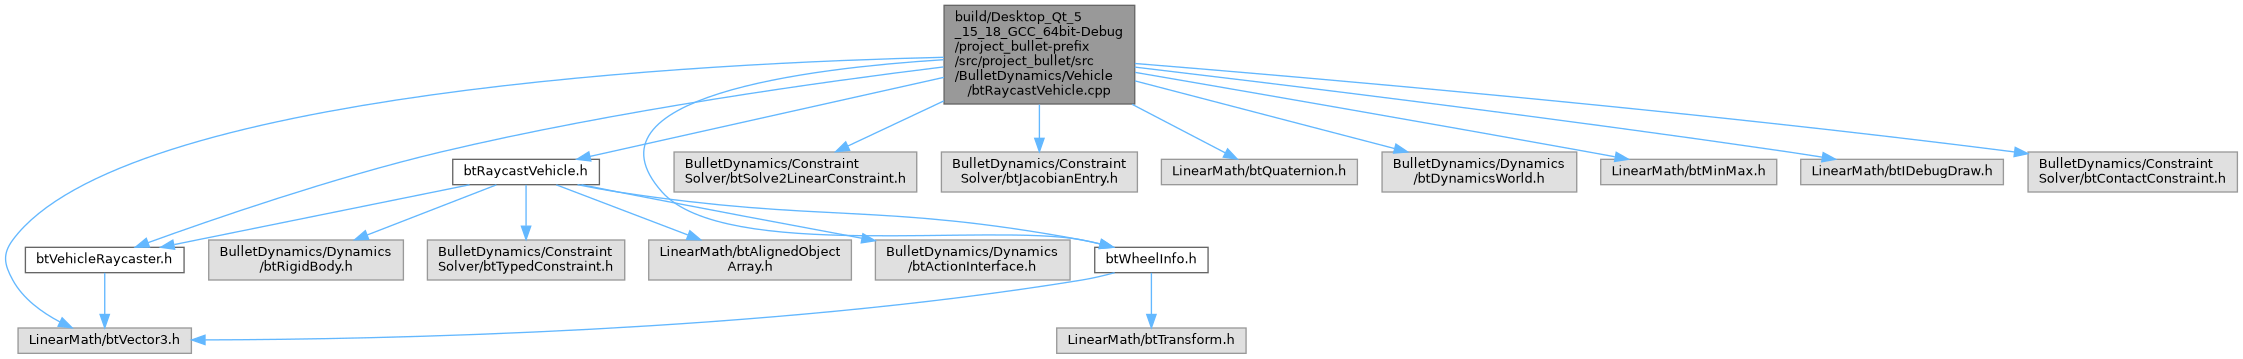 build/Desktop_Qt_5
_15_18_GCC_64bit-Debug
/project_bullet-prefix
/src/project_bullet/src
/BulletDynamics/Vehicle
/btRaycastVehicle.cpp
btRaycastVehicle.h
BulletDynamics/Constraint
Solver/btSolve2LinearConstraint.h
BulletDynamics/Constraint
Solver/btJacobianEntry.h
LinearMath/btQuaternion.h
BulletDynamics/Dynamics
/btDynamicsWorld.h
LinearMath/btMinMax.h
LinearMath/btIDebugDraw.h
BulletDynamics/Constraint
Solver/btContactConstraint.h
btVehicleRaycaster.h
BulletDynamics/Dynamics
/btRigidBody.h
BulletDynamics/Constraint
Solver/btTypedConstraint.h
LinearMath/btAlignedObject
Array.h
BulletDynamics/Dynamics
/btActionInterface.h
btWheelInfo.h
LinearMath/btVector3.h
LinearMath/btTransform.h